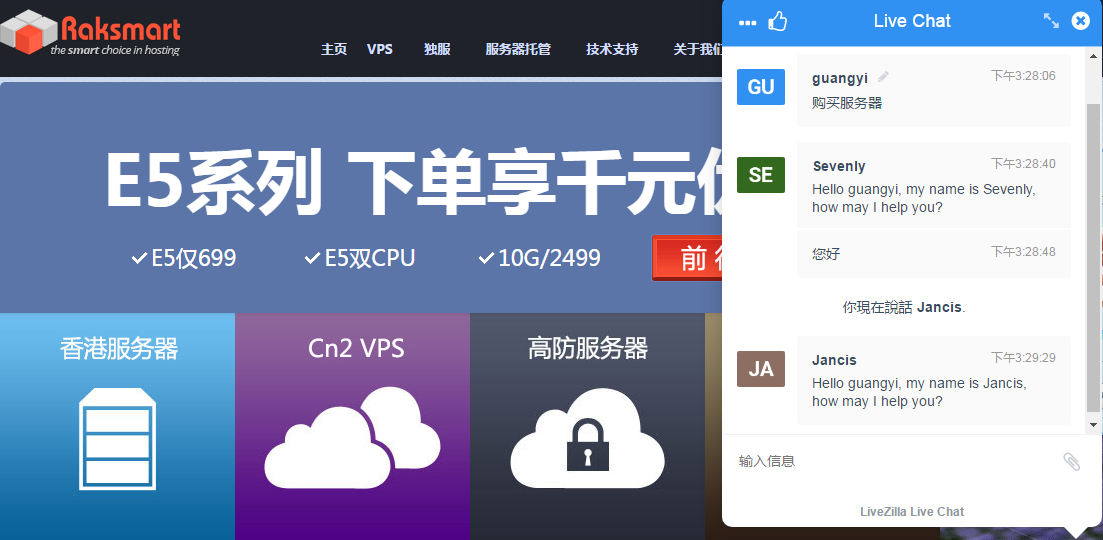 Raksmart
the smart choice in hosting
主页 VPS 独服 服务器托管 技术支持 关于我们
E5系列 下单享千元
E5仅699 E5双CPU 10G/2499 前
香港服务器
Cn2 VPS
高防服务器
Live Chat
GU
guangyi 下午3:28:06
购买服务器
SE
Sevenly 下午3:28:40
Hello guangyi, my name is Sevenly,
how may I help you?
您好 下午3:28:48
你現在說話 Jancis.
JA
Jancis 下午3:29:29
Hello guangyi, my name is Jancis,
how may I help you?
输入信息
LiveZilla Live Chat